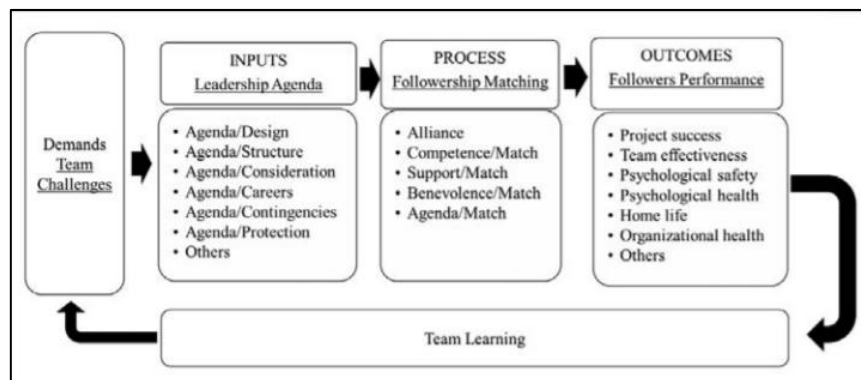 Demands
Team
Challenges
INPUTS
Leadership Agenda
• Agenda/Design
• Agenda/Structure
• Agenda/Consideration
• Agenda/Careers
• Agenda/Contingencies
• Agenda/Protection
• Others
PROCESS
Followership Matching
• Alliance
• Competence/Match
• Support/Match
• Benevolence/Match
• Agenda/Match
OUTCOMES
Followers Performance
• Project success
• Team effectiveness
• Psychological safety
• Psychological health
• Home life
• Organizational health
• Others
Team Learning